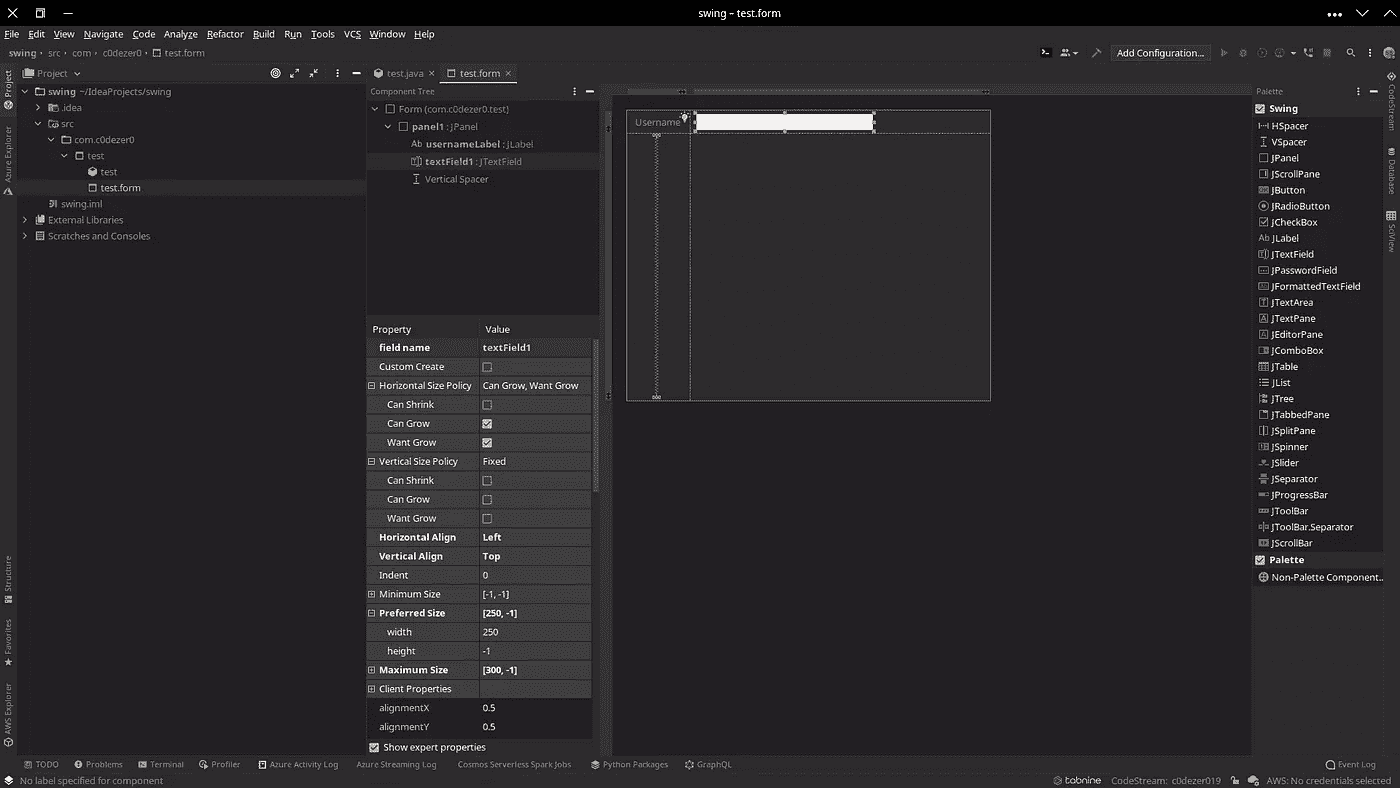 swing – test.form
File Edit View Navigate Code Analyze Refactor Build Run Tools VCS Window Help
swing › src › com › c0dezer0 › test.form
Add Configuration...
Project
Azure Explorer
Structure
Favorites
AWS Explorer
Project
swing ~/IdeaProjects/swing
.idea
src
com.c0dezer0
test
test
test.form
swing.iml
External Libraries
Scratches and Consoles
test.java
test.form
Component Tree
Form (com.c0dezer0.test)
panel1 : JPanel
Ab usernameLabel : JLabel
textField1 : JTextField
Vertical Spacer
Property Value
field name textField1
Custom Create
Horizontal Size Policy Can Grow, Want Grow
Can Shrink
Can Grow
Want Grow
Vertical Size Policy Fixed
Can Shrink
Can Grow
Want Grow
Horizontal Align Left
Vertical Align Top
Indent 0
Minimum Size [-1, -1]
Preferred Size [250, -1]
width 250
height -1
Maximum Size [300, -1]
Client Properties
alignmentX 0.5
alignmentY 0.5
Show expert properties
Username
Palette
Swing
HSpacer
VSpacer
JPanel
JScrollPane
JButton
JRadioButton
JCheckBox
Ab JLabel
JTextField
JPasswordField
JFormattedTextField
JTextArea
JTextPane
JEditorPane
JComboBox
JTable
JList
JTree
JTabbedPane
JSplitPane
JSpinner
JSlider
JSeparator
JProgressBar
JToolBar
JToolBar.Separator
JScrollBar
Palette
Non-Palette Component..
CodeStream
Database
SciView
TODO Problems Terminal Profiler Azure Activity Log Azure Streaming Log Cosmos Serverless Spark Jobs Python Packages GraphQL Event Log
No label specified for component tabnine CodeStream: c0dezer019 AWS: No credentials selected